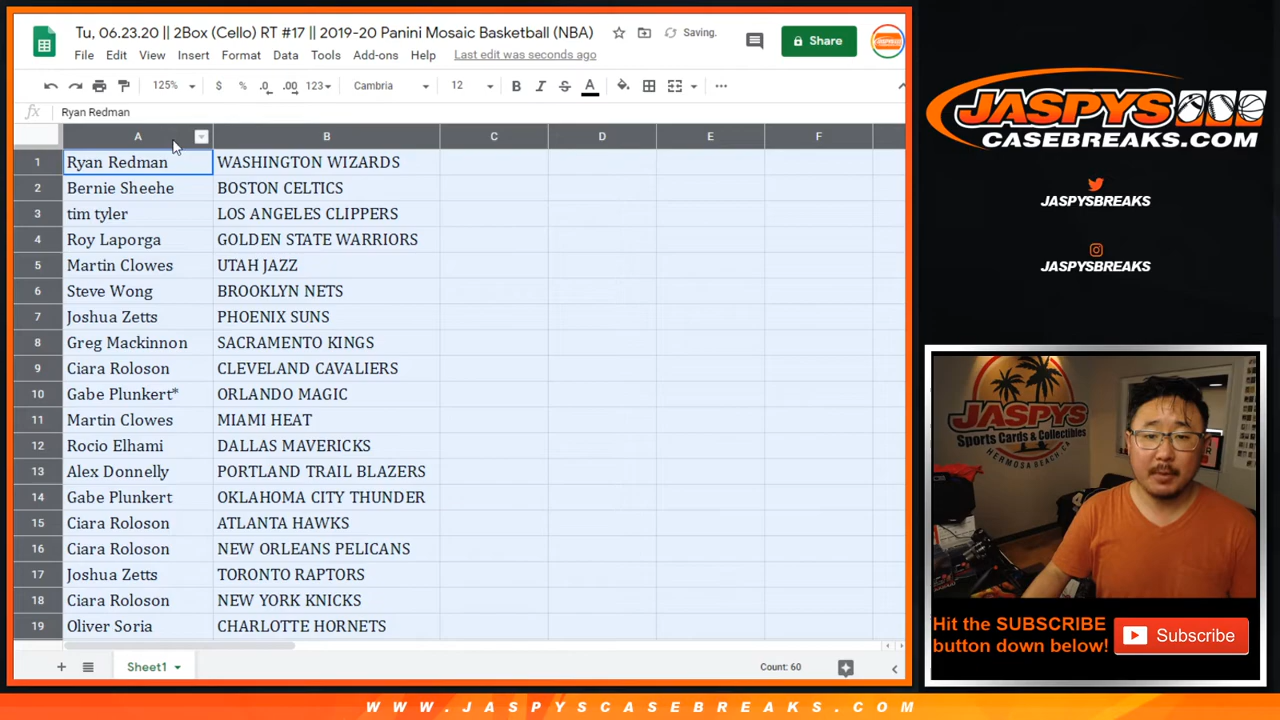 Tu, 06.23.20 || 2Box (Cello) RT #17 || 2019-20 Panini Mosaic Basketball (NBA)
Saving.
File Edit View Insert Format Data Tools Add-ons Help Last edit was seconds ago
Share
125% $ % .0 .00 123 Cambria 12 B I S A
fx Ryan Redman
A B C D E F
1 Ryan Redman WASHINGTON WIZARDS
2 Bernie Sheehe BOSTON CELTICS
3 tim tyler LOS ANGELES CLIPPERS
4 Roy Laporga GOLDEN STATE WARRIORS
5 Martin Clowes UTAH JAZZ
6 Steve Wong BROOKLYN NETS
7 Joshua Zetts PHOENIX SUNS
8 Greg Mackinnon SACRAMENTO KINGS
9 Ciara Roloson CLEVELAND CAVALIERS
10 Gabe Plunkert* ORLANDO MAGIC
11 Martin Clowes MIAMI HEAT
12 Rocio Elhami DALLAS MAVERICKS
13 Alex Donnelly PORTLAND TRAIL BLAZERS
14 Gabe Plunkert OKLAHOMA CITY THUNDER
15 Ciara Roloson ATLANTA HAWKS
16 Ciara Roloson NEW ORLEANS PELICANS
17 Joshua Zetts TORONTO RAPTORS
18 Ciara Roloson NEW YORK KNICKS
19 Oliver Soria CHARLOTTE HORNETS
Sheet1
Count: 60
JASPYS
CASEBREAKS.COM
JASPYSBREAKS
JASPYSBREAKS
JASPYS
Sports Cards & Collectibles
HERMOSA BEACH, CA
Hit the SUBSCRIBE
button down below!
Subscribe
WWW.JASPYSCASEBREAKS.COM